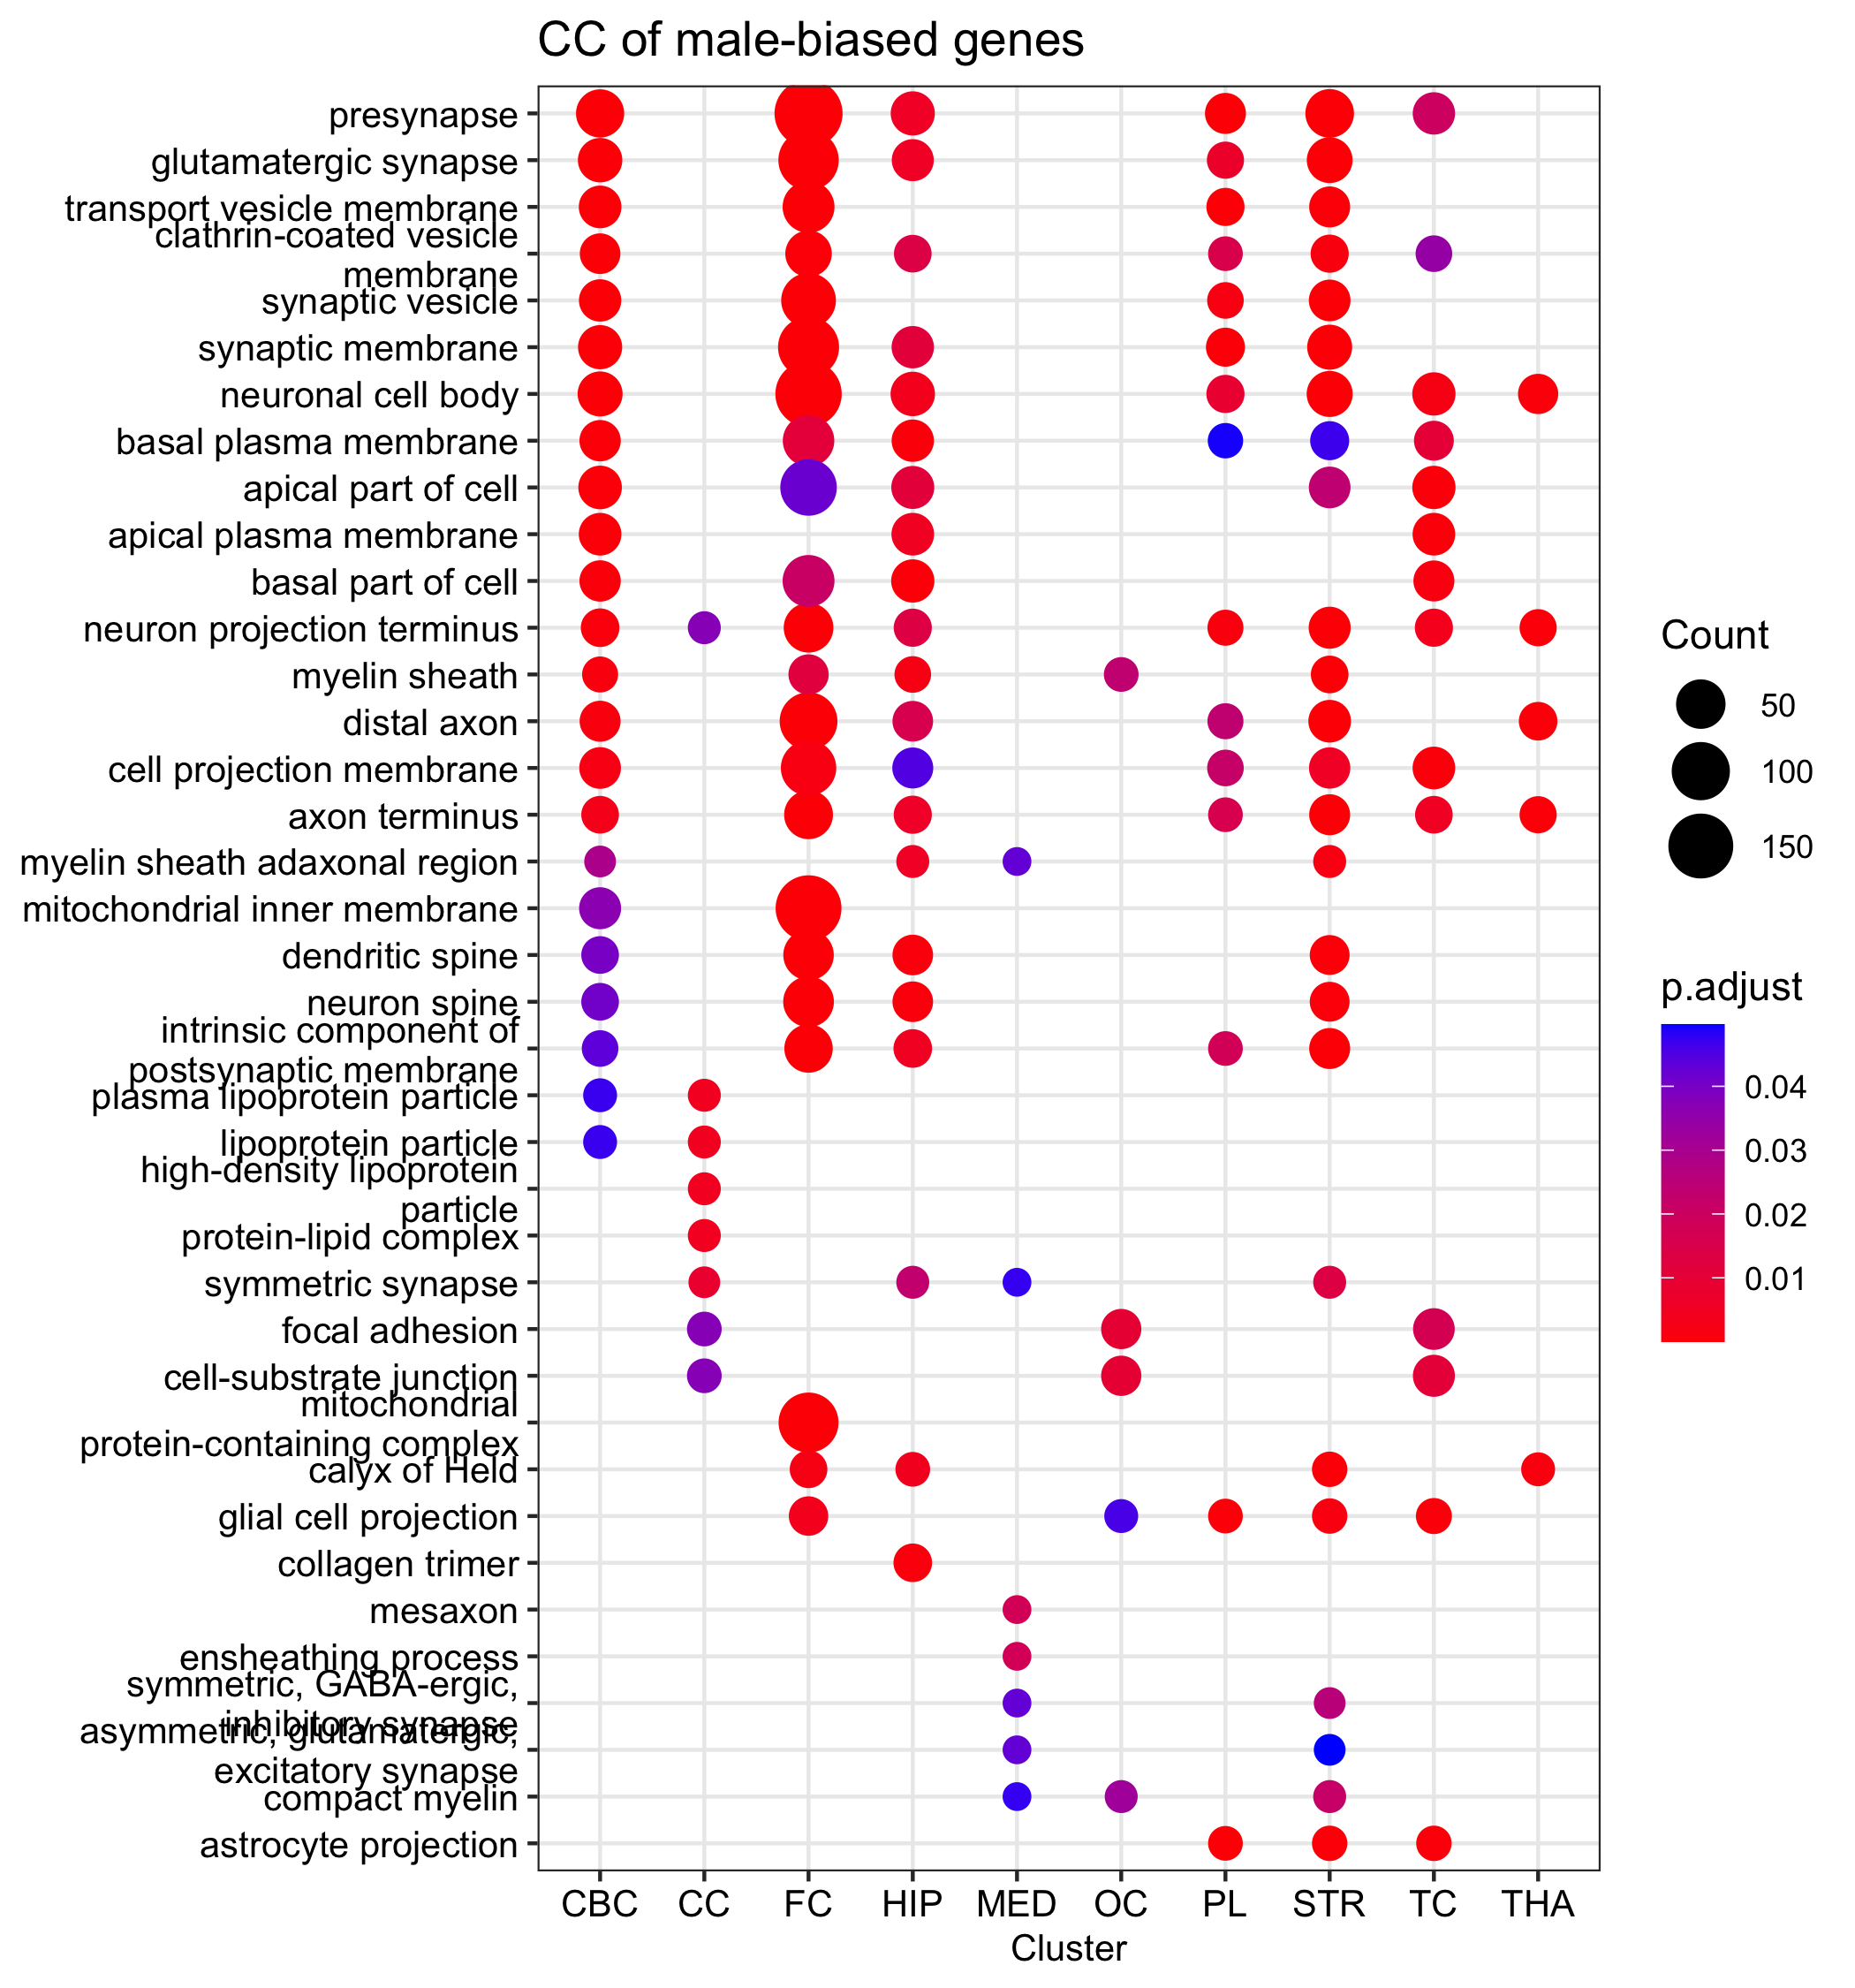 CC of male-biased genes
presynapse
glutamatergic synapse
transport vesicle membrane
clathrin-coated vesicle
membrane
synaptic vesicle
synaptic membrane
neuronal cell body
basal plasma membrane
apical part of cell
apical plasma membrane
basal part of cell
neuron projection terminus
myelin sheath
distal axon
cell projection membrane
axon terminus
myelin sheath adaxonal region
mitochondrial inner membrane
dendritic spine
neuron spine
intrinsic component of
postsynaptic membrane
plasma lipoprotein particle
lipoprotein particle
high-density lipoprotein
particle
protein-lipid complex
symmetric synapse
focal adhesion
cell-substrate junction
mitochondrial
protein-containing complex
calyx of Held
glial cell projection
collagen trimer
mesaxon
ensheathing process
symmetric, GABA-ergic,
inhibitory synapse
asymmetric, glutamatergic,
excitatory synapse
compact myelin
astrocyte projection
CBC CC FC HIP MED OC PL STR TC THA
Cluster
Count
50
100
150
p.adjust
0.04
0.03
0.02
0.01